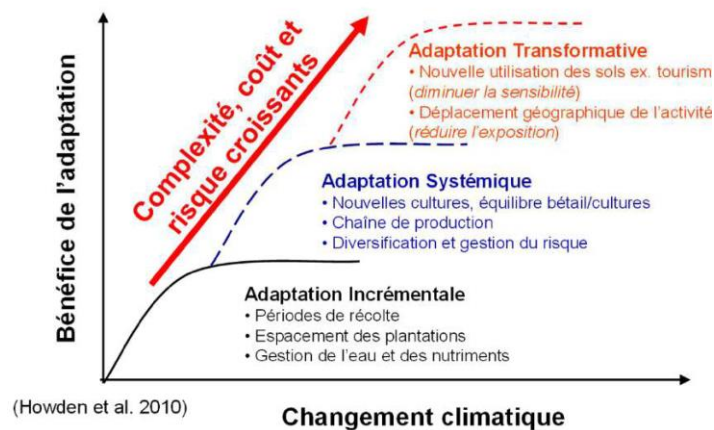 Bénéfice de l'adaptation
Complexité, coût et
risque croissants
Adaptation Transformative
• Nouvelle utilisation des sols ex. tourism
(diminuer la sensibilité)
• Déplacement géographique de l'activité
(réduire l'exposition)
Adaptation Systémique
• Nouvelles cultures, équilibre bétail/cultures
• Chaîne de production
• Diversification et gestion du risque
Adaptation Incrémentale
• Périodes de récolte
• Espacement des plantations
• Gestion de l'eau et des nutriments
(Howden et al. 2010)
Changement climatique